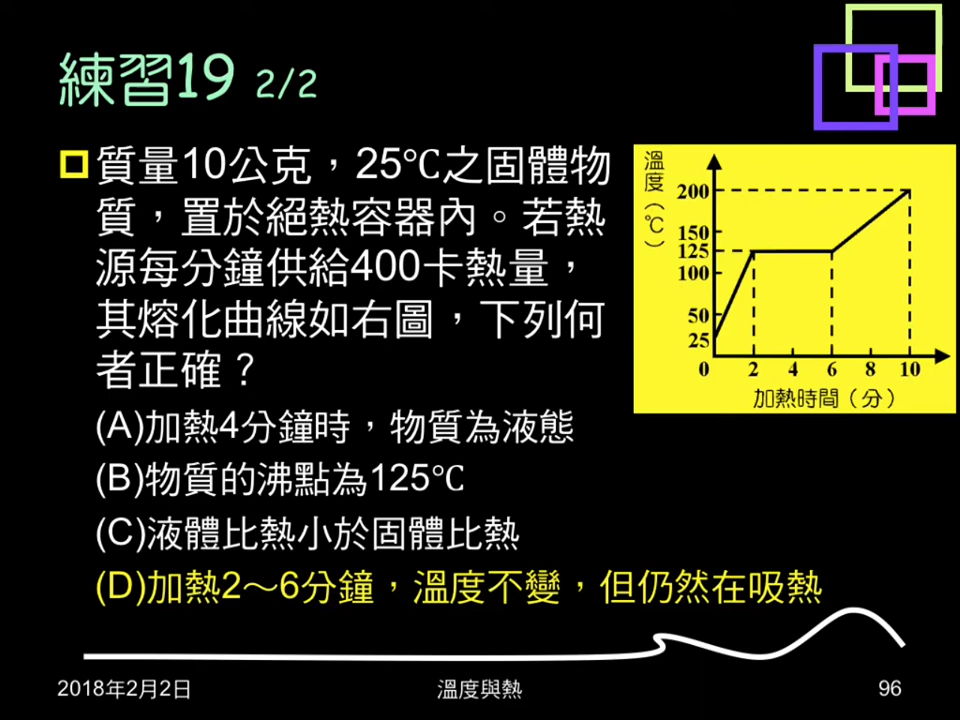 練習19 2/2
質量10公克，25℃之固體物
質，置於絕熱容器內。若熱
源每分鐘供給400卡熱量，
其熔化曲線如右圖，下列何
者正確？
(A)加熱4分鐘時，物質為液態
(B)物質的沸點為125℃
(C)液體比熱小於固體比熱
(D)加熱2～6分鐘，溫度不變，但仍然在吸熱
溫度（℃）
200
150
125
100
50
25
0 2 4 6 8 10
加熱時間（分）
2018年2月2日 溫度與熱 96